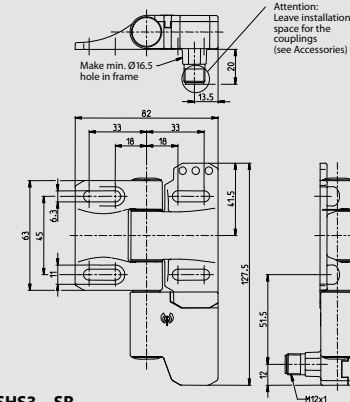 Attention:
Leave installation
space for the
couplings
(see Accessories)
Make min. Ø16.5
hole in frame
20
13.5
82
33
33
18
18
41.5
6.3
63
45
11
127.5
51.5
12
M12x1